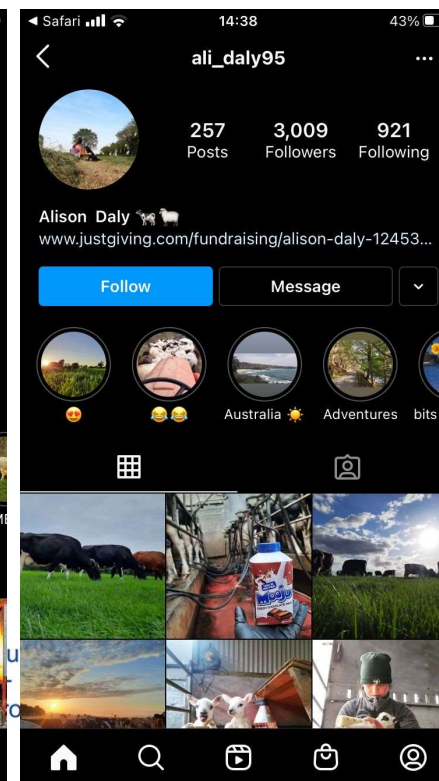 ◀ Safari
14:38
43%
ali_daly95
257
3,009
921
Posts
Followers
Following
Alison Daly 🐄🐑
www.justgiving.com/fundraising/alison-daly-12453...
Follow
Message
😍
😂😂
Australia ☀️
Adventures
bits
Mooju